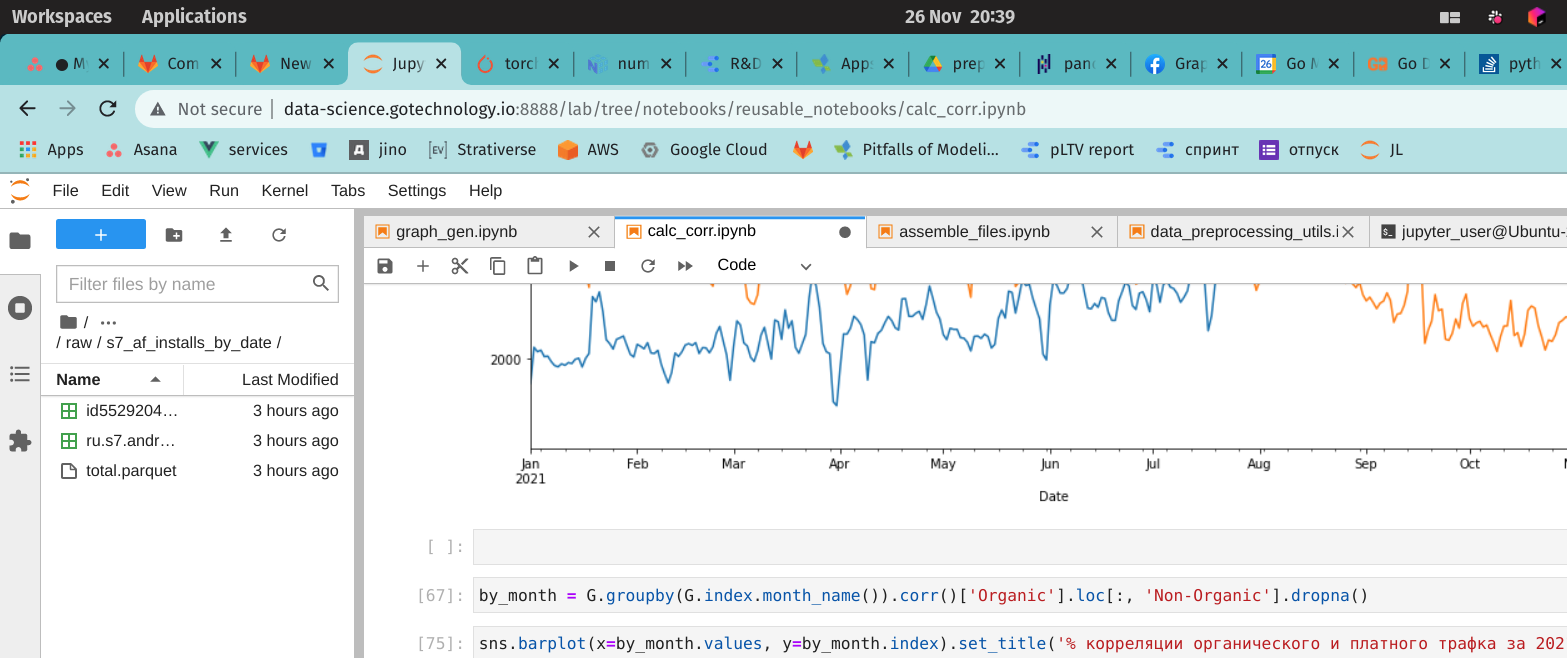 Workspaces Applications 26 Nov 20:39
My Com New Jupy torcl num R&D Apps prep pand Grap 26 Go M GO Go D pyth
Not secure data-science.gotechnology.io:8888/lab/tree/notebooks/reusable_notebooks/calc_corr.ipynb
Apps Asana services jino [EV] Strativerse AWS Google Cloud Pitfalls of Modeli... pLTV report спринт отпуск JL
File Edit View Run Kernel Tabs Settings Help
graph_gen.ipynb calc_corr.ipynb assemble_files.ipynb data_preprocessing_utils.i jupyter_user@Ubuntu-
Code
Filter files by name
/ ...
/ raw / s7_af_installs_by_date /
Name Last Modified
id5529204… 3 hours ago
ru.s7.andr… 3 hours ago
total.parquet 3 hours ago
2000
Jan Feb Mar Apr May Jun Jul Aug Sep Oct
2021
Date
[ ]:
[67]: by_month = G.groupby(G.index.month_name()).corr()['Organic'].loc[:, 'Non-Organic'].dropna()
[75]: sns.barplot(x=by_month.values, y=by_month.index).set_title('% корреляции органического и платного трафка за 202